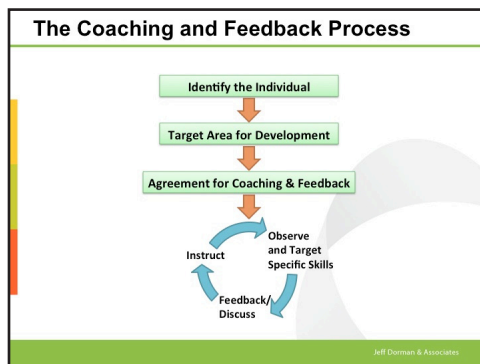 The Coaching and Feedback Process
Identify the Individual
Target Area for Development
Agreement for Coaching & Feedback
Observe
and Target
Specific Skills
Instruct
Feedback/
Discuss
Jeff Dorman & Associates